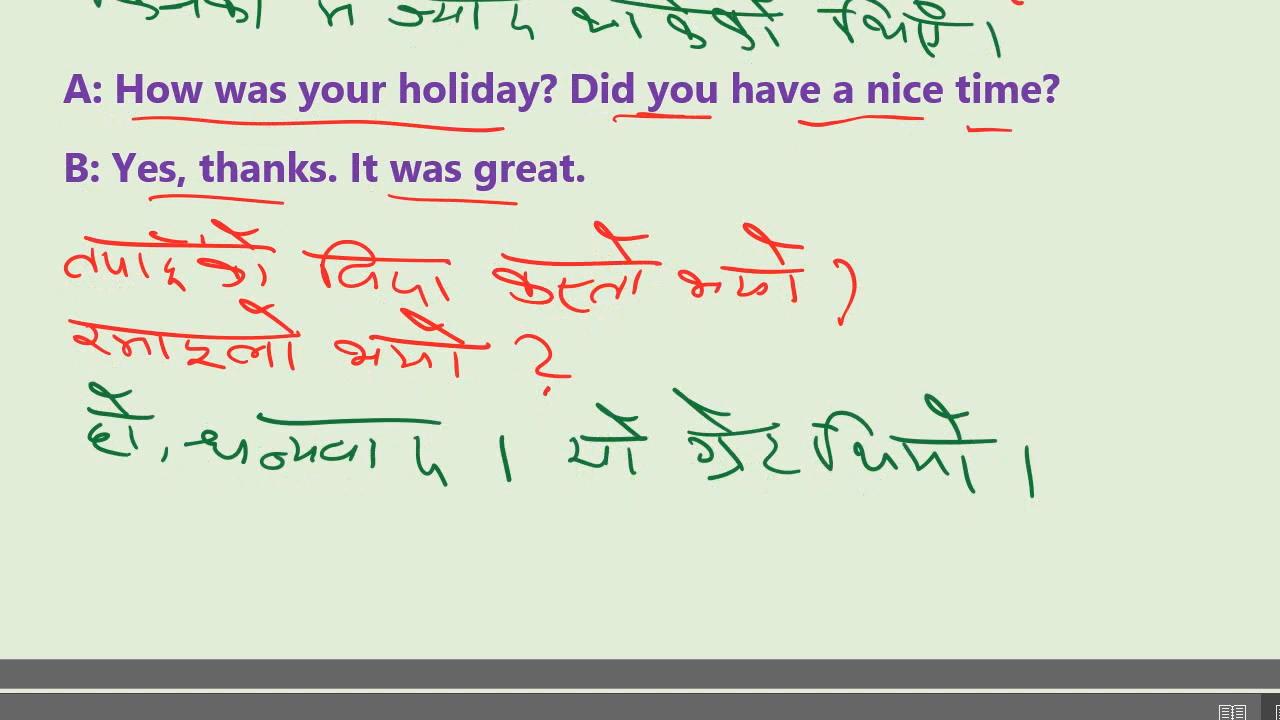 म ज्यादै थाकेको थिएँ।
A: How was your holiday? Did you have a nice time?
B: Yes, thanks. It was great.
तपाइको विदा कस्तो भयो?
रमाइलो भयो?
हो, धन्यवाद। यो ग्रेट थियो।